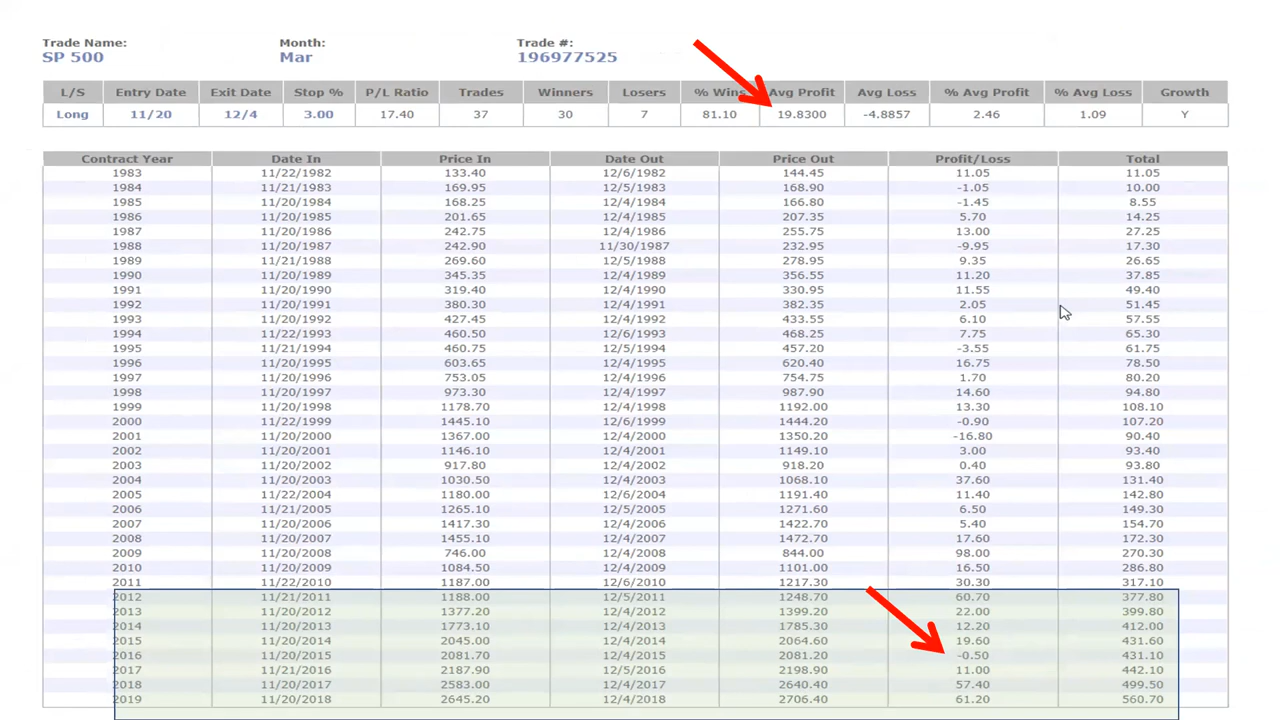 Trade Name: Month: Trade #:
SP 500 Mar 196977525
L/S Entry Date Exit Date Stop % P/L Ratio Trades Winners Losers % Wins Avg Profit Avg Loss % Avg Profit % Avg Loss Growth
Long 11/20 12/4 3.00 17.40 37 30 7 81.10 19.8300 -4.8857 2.46 1.09 Y
Contract Year Date In Price In Date Out Price Out Profit/Loss Total
1983 11/22/1982 133.40 12/6/1982 144.45 11.05 11.05
1984 11/21/1983 169.95 12/5/1983 168.90 -1.05 10.00
1985 11/20/1984 168.25 12/4/1984 166.80 -1.45 8.55
1986 11/20/1985 201.65 12/4/1985 207.35 5.70 14.25
1987 11/20/1986 242.75 12/4/1986 255.75 13.00 27.25
1988 11/20/1987 242.90 11/30/1987 232.95 -9.95 17.30
1989 11/21/1988 269.60 12/5/1988 278.95 9.35 26.65
1990 11/20/1989 345.35 12/4/1989 356.55 11.20 37.85
1991 11/20/1990 319.40 12/4/1990 330.95 11.55 49.40
1992 11/20/1991 380.30 12/4/1991 382.35 2.05 51.45
1993 11/20/1992 427.45 12/4/1992 433.55 6.10 57.55
1994 11/22/1993 460.50 12/6/1993 468.25 7.75 65.30
1995 11/21/1994 460.75 12/5/1994 457.20 -3.55 61.75
1996 11/20/1995 603.65 12/4/1995 620.40 16.75 78.50
1997 11/20/1996 753.05 12/4/1996 754.75 1.70 80.20
1998 11/20/1997 973.30 12/4/1997 987.90 14.60 94.80
1999 11/20/1998 1178.70 12/4/1998 1192.00 13.30 108.10
2000 11/22/1999 1445.10 12/6/1999 1444.20 -0.90 107.20
2001 11/20/2000 1367.00 12/4/2000 1350.20 -16.80 90.40
2002 11/20/2001 1146.10 12/4/2001 1149.10 3.00 93.40
2003 11/20/2002 917.80 12/4/2002 918.20 0.40 93.80
2004 11/20/2003 1030.50 12/4/2003 1068.10 37.60 131.40
2005 11/22/2004 1180.00 12/6/2004 1191.40 11.40 142.80
2006 11/21/2005 1265.10 12/5/2005 1271.60 6.50 149.30
2007 11/20/2006 1417.30 12/4/2006 1422.70 5.40 154.70
2008 11/20/2007 1455.10 12/4/2007 1472.70 17.60 172.30
2009 11/20/2008 746.00 12/4/2008 844.00 98.00 270.30
2010 11/20/2009 1084.50 12/4/2009 1101.00 16.50 286.80
2011 11/22/2010 1187.00 12/6/2010 1217.30 30.30 317.10
2012 11/21/2011 1188.00 12/5/2011 1248.70 60.70 377.80
2013 11/20/2012 1377.20 12/4/2012 1399.20 22.00 399.80
2014 11/20/2013 1773.10 12/4/2013 1785.30 12.20 412.00
2015 11/20/2014 2045.00 12/4/2014 2064.60 19.60 431.60
2016 11/20/2015 2081.70 12/4/2015 2081.20 -0.50 431.10
2017 11/21/2016 2187.90 12/5/2016 2198.90 11.00 442.10
2018 11/20/2017 2583.00 12/4/2017 2640.40 57.40 499.50
2019 11/20/2018 2645.20 12/4/2018 2706.40 61.20 560.70